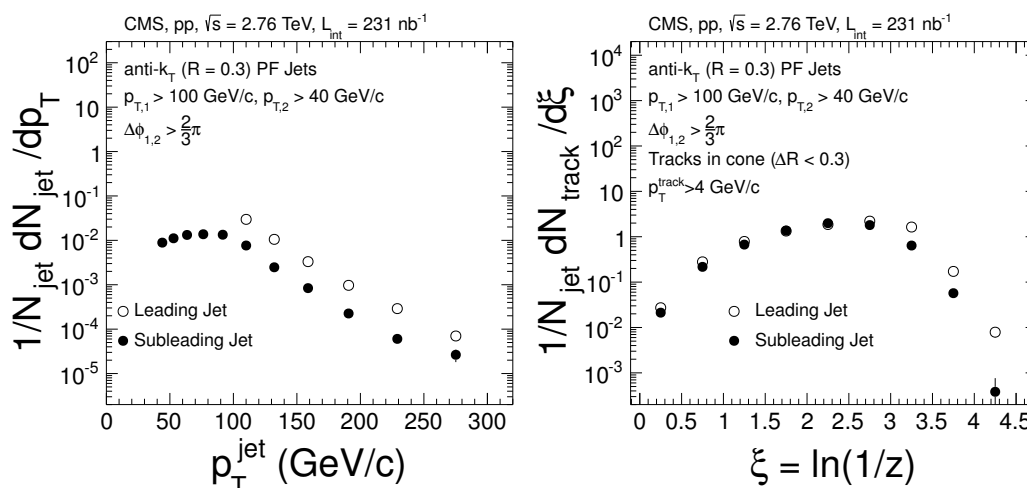 CMS, pp, √s = 2.76 TeV, L_int = 231 nb⁻¹
anti-k_T (R = 0.3) PF Jets
p_T,1 > 100 GeV/c, p_T,2 > 40 GeV/c
Δϕ_1,2 > 2/3 π
Leading Jet
Subleading Jet
1/N_jet dN_jet /dp_T
10²
10
1
10⁻¹
10⁻²
10⁻³
10⁻⁴
10⁻⁵
0 50 100 150 200 250 300
p_T^jet (GeV/c)
CMS, pp, √s = 2.76 TeV, L_int = 231 nb⁻¹
anti-k_T (R = 0.3) PF Jets
p_T,1 > 100 GeV/c, p_T,2 > 40 GeV/c
Δϕ_1,2 > 2/3 π
Tracks in cone (ΔR < 0.3)
p_T^track >4 GeV/c
Leading Jet
Subleading Jet
1/N_jet dN_track /dξ
10⁴
10³
10²
10
1
10⁻¹
10⁻²
10⁻³
0 0.5 1 1.5 2 2.5 3 3.5 4 4.5
ξ = ln(1/z)